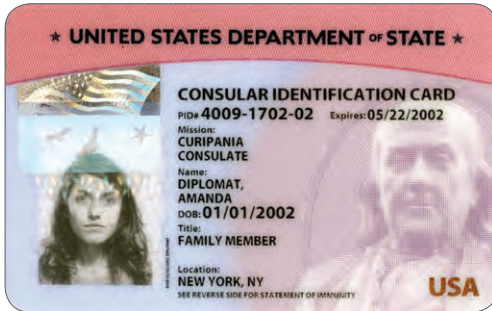 ★ UNITED STATES DEPARTMENT OF STATE ★
CONSULAR IDENTIFICATION CARD
PID# 4009-1702-02 Expires: 05/22/2002
Mission:
CURIPANIA
CONSULATE
Name:
DIPLOMAT,
AMANDA
DOB: 01/01/2002
Title:
FAMILY MEMBER
Location:
NEW YORK, NY
SEE REVERSE SIDE FOR STATEMENT OF IMMUNITY
USA